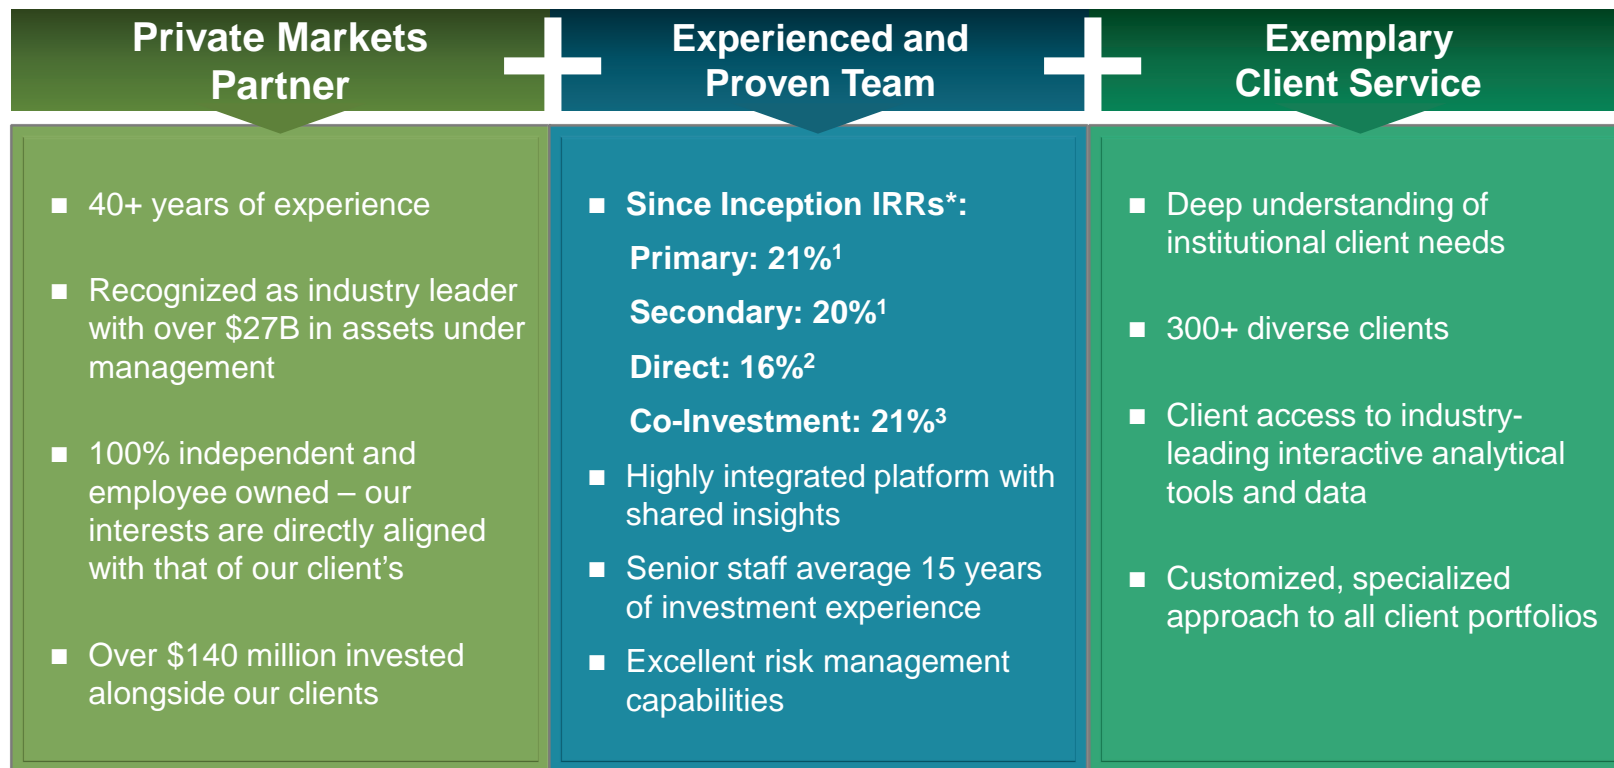 Private Markets
Partner
Experienced and
Proven Team
Exemplary
Client Service
■ 40+ years of experience
■ Recognized as industry leader
with over $27B in assets under
management
■ 100% independent and
employee owned – our
interests are directly aligned
with that of our client’s
■ Over $140 million invested
alongside our clients
■ Since Inception IRRs*:
Primary: 21%¹
Secondary: 20%¹
Direct: 16%²
Co-Investment: 21%³
■ Highly integrated platform with
shared insights
■ Senior staff average 15 years
of investment experience
■ Excellent risk management
capabilities
■ Deep understanding of
institutional client needs
■ 300+ diverse clients
■ Client access to industry-
leading interactive analytical
tools and data
■ Customized, specialized
approach to all client portfolios